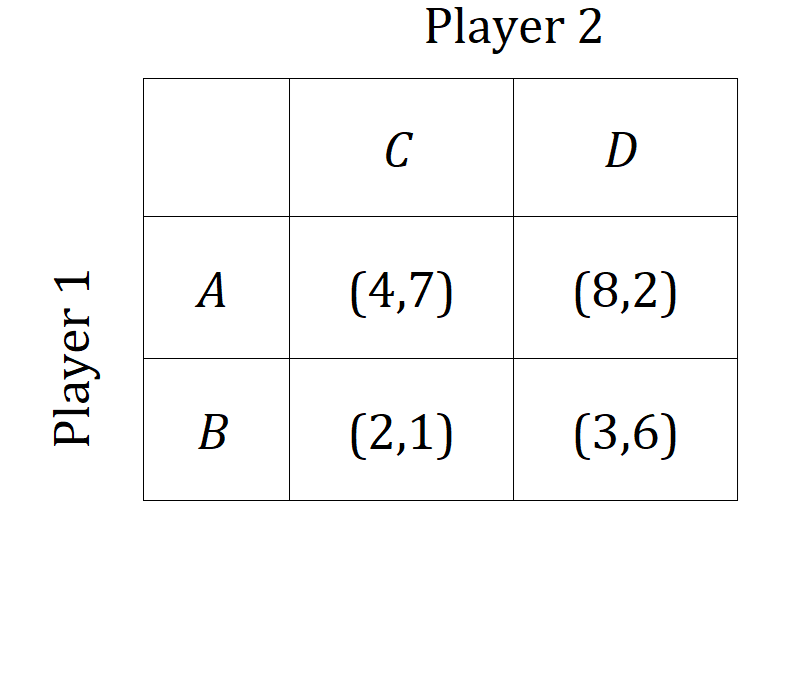 Player 2
C D
Player 1
A (4,7) (8,2)
B (2,1) (3,6)